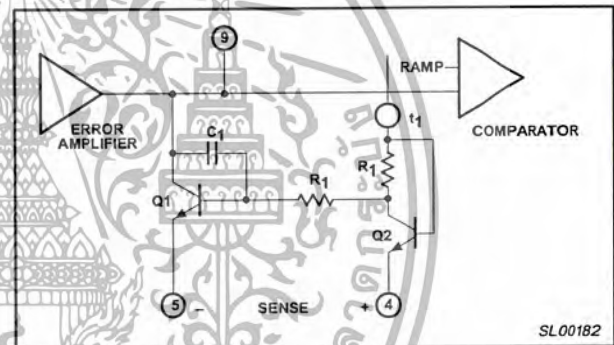 9
RAMP
ERROR
AMPLIFIER
COMPARATOR
t1
C1
R1
R1
Q1
Q2
5
-
SENSE
+
4
SL00182